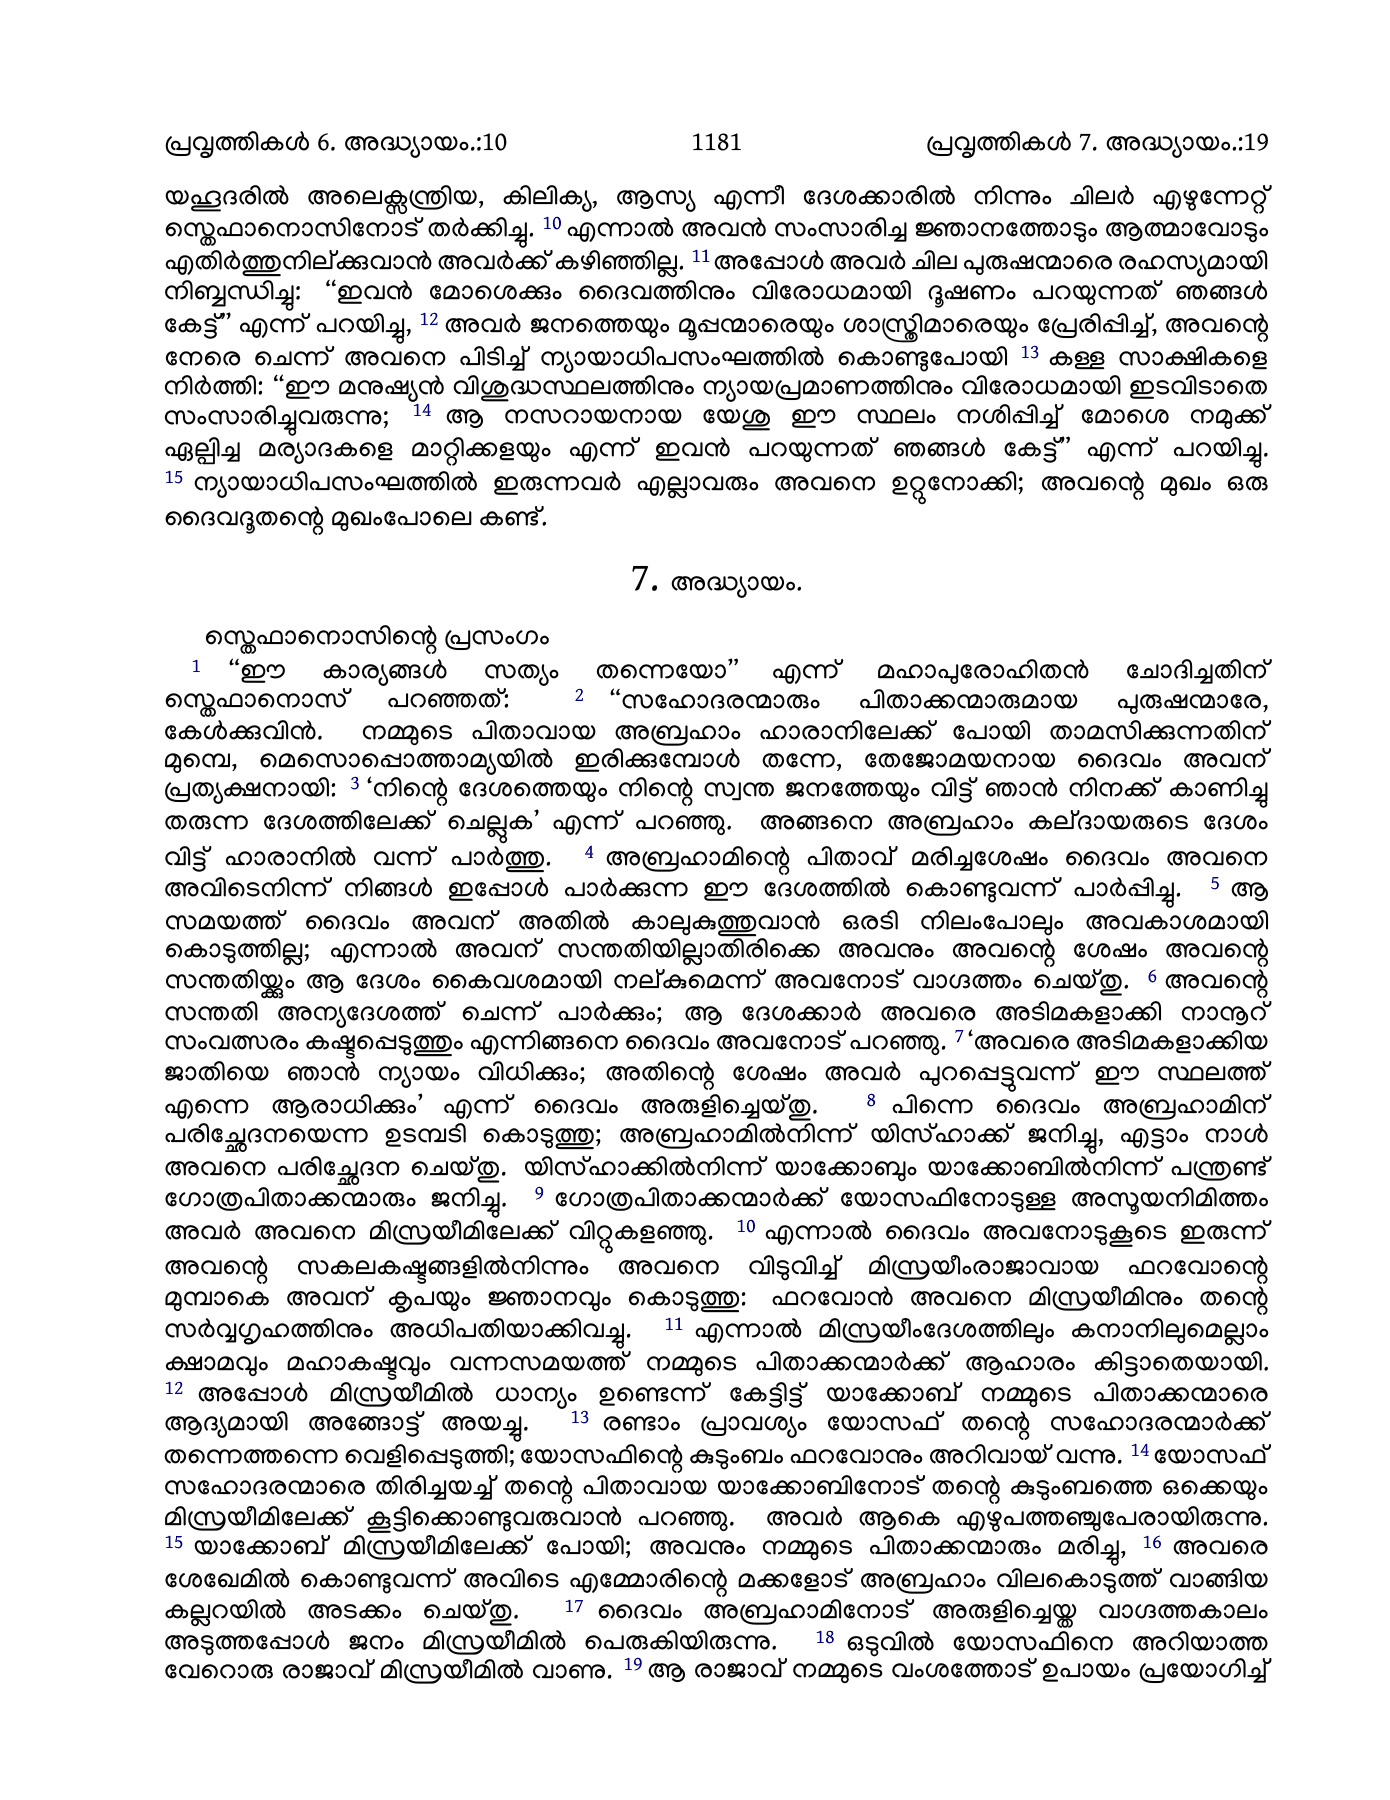 പ്രവൃത്തികൾ 6. അദ്ധ്യായം.:10 1181 പ്രവൃത്തികൾ 7. അദ്ധ്യായം.:19
യഹൂദരിൽ അലെക്സന്ത്രിയ, കിലിക്യ, ആസ്യ എന്നീ ദേശക്കാരിൽ നിന്നും ചിലർ എഴുന്നേറ്റ്
സ്തെഫാനൊസിനോട് തർക്കിച്ചു. 10 എന്നാൽ അവൻ സംസാരിച്ച ജ്ഞാനത്തോടും ആത്മാവോടും
എതിർത്തുനില്ക്കുവാൻ അവർക്ക് കഴിഞ്ഞില്ല. 11 അപ്പോൾ അവർ ചില പുരുഷന്മാരെ രഹസ്യമായി
നിബ്ബന്ധിച്ചു: “ഇവൻ മോശെക്കും ദൈവത്തിനും വിരോധമായി ദൂഷണം പറയുന്നത് ഞങ്ങൾ
കേട്ട്” എന്ന് പറയിച്ചു, 12 അവർ ജനത്തെയും മൂപ്പന്മാരെയും ശാസ്ത്രിമാരെയും പ്രേരിപ്പിച്ച്, അവന്റെ
നേരെ ചെന്ന് അവനെ പിടിച്ച് ന്യായാധിപസംഘത്തിൽ കൊണ്ടുപോയി 13 കള്ള സാക്ഷികളെ
നിർത്തി: “ഈ മനുഷ്യൻ വിശുദ്ധസ്ഥലത്തിനും ന്യായപ്രമാണത്തിനും വിരോധമായി ഇടവിടാതെ
സംസാരിച്ചുവരുന്നു; 14 ആ നസറായനായ യേശു ഈ സ്ഥലം നശിപ്പിച്ച് മോശെ നമുക്ക്
ഏല്പിച്ച മര്യാദകളെ മാറ്റിക്കളയും എന്ന് ഇവൻ പറയുന്നത് ഞങ്ങൾ കേട്ട്” എന്ന് പറയിച്ചു.
15 ന്യായാധിപസംഘത്തിൽ ഇരുന്നവർ എല്ലാവരും അവനെ ഉറ്റുനോക്കി; അവന്റെ മുഖം ഒരു
ദൈവദൂതന്റെ മുഖംപോലെ കണ്ട്.
7. അദ്ധ്യായം.
സ്തെഫാനൊസിന്റെ പ്രസംഗം
1 “ഈ കാര്യങ്ങൾ സത്യം തന്നെയോ” എന്ന് മഹാപുരോഹിതൻ ചോദിച്ചതിന്
സ്തെഫാനൊസ് പറഞ്ഞത്: 2 “സഹോദരന്മാരും പിതാക്കന്മാരുമായ പുരുഷന്മാരേ,
കേൾക്കുവിൻ. നമ്മുടെ പിതാവായ അബ്രഹാം ഹാരാനിലേക്ക് പോയി താമസിക്കുന്നതിന്
മുമ്പെ, മെസൊപ്പൊത്താമ്യയിൽ ഇരിക്കുമ്പോൾ തന്നേ, തേജോമയനായ ദൈവം അവന്
പ്രത്യക്ഷനായി: 3 ‘നിന്റെ ദേശത്തെയും നിന്റെ സ്വന്ത ജനത്തേയും വിട്ട് ഞാൻ നിനക്ക് കാണിച്ചു
തരുന്ന ദേശത്തിലേക്ക് ചെല്ലുക’ എന്ന് പറഞ്ഞു. അങ്ങനെ അബ്രഹാം കല്ദായരുടെ ദേശം
വിട്ട് ഹാരാനിൽ വന്ന് പാർത്തു. 4 അബ്രഹാമിന്റെ പിതാവ് മരിച്ചശേഷം ദൈവം അവനെ
അവിടെനിന്ന് നിങ്ങൾ ഇപ്പോൾ പാർക്കുന്ന ഈ ദേശത്തിൽ കൊണ്ടുവന്ന് പാർപ്പിച്ചു. 5 ആ
സമയത്ത് ദൈവം അവന് അതിൽ കാലുകുത്തുവാൻ ഒരടി നിലംപോലും അവകാശമായി
കൊടുത്തില്ല; എന്നാൽ അവന് സന്തതിയില്ലാതിരിക്കെ അവനും അവന്റെ ശേഷം അവന്റെ
സന്തതിയ്ക്കും ആ ദേശം കൈവശമായി നല്കുമെന്ന് അവനോട് വാഗ്ദത്തം ചെയ്തു. 6 അവന്റെ
സന്തതി അന്യദേശത്ത് ചെന്ന് പാർക്കും; ആ ദേശക്കാർ അവരെ അടിമകളാക്കി നാനൂറ്
സംവത്സരം കഷ്ടപ്പെടുത്തും എന്നിങ്ങനെ ദൈവം അവനോട് പറഞ്ഞു. 7 ‘അവരെ അടിമകളാക്കിയ
ജാതിയെ ഞാൻ ന്യായം വിധിക്കും; അതിന്റെ ശേഷം അവർ പുറപ്പെട്ടുവന്ന് ഈ സ്ഥലത്ത്
എന്നെ ആരാധിക്കും’ എന്ന് ദൈവം അരുളിച്ചെയ്തു. 8 പിന്നെ ദൈവം അബ്രഹാമിന്
പരിച്ഛേദനയെന്ന ഉടമ്പടി കൊടുത്തു; അബ്രഹാമിൽനിന്ന് യിസ്ഹാക്ക് ജനിച്ചു, എട്ടാം നാൾ
അവനെ പരിച്ഛേദന ചെയ്തു. യിസ്ഹാക്കിൽനിന്ന് യാക്കോബും യാക്കോബിൽനിന്ന് പന്ത്രണ്ട്
ഗോത്രപിതാക്കന്മാരും ജനിച്ചു. 9 ഗോത്രപിതാക്കന്മാർക്ക് യോസഫിനോടുള്ള അസൂയനിമിത്തം
അവർ അവനെ മിസ്രയീമിലേക്ക് വിറ്റുകളഞ്ഞു. 10 എന്നാൽ ദൈവം അവനോടുകൂടെ ഇരുന്ന്
അവന്റെ സകലകഷ്ടങ്ങളിൽനിന്നും അവനെ വിടുവിച്ച് മിസ്രയീംരാജാവായ ഫറവോന്റെ
മുമ്പാകെ അവന് കൃപയും ജ്ഞാനവും കൊടുത്തു: ഫറവോൻ അവനെ മിസ്രയീമിനും തന്റെ
സർവ്വഗൃഹത്തിനും അധിപതിയാക്കിവച്ചു. 11 എന്നാൽ മിസ്രയീംദേശത്തിലും കനാനിലുമെല്ലാം
ക്ഷാമവും മഹാകഷ്ടവും വന്നസമയത്ത് നമ്മുടെ പിതാക്കന്മാർക്ക് ആഹാരം കിട്ടാതെയായി.
12 അപ്പോൾ മിസ്രയീമിൽ ധാന്യം ഉണ്ടെന്ന് കേട്ടിട്ട് യാക്കോബ് നമ്മുടെ പിതാക്കന്മാരെ
ആദ്യമായി അങ്ങോട്ട് അയച്ചു. 13 രണ്ടാം പ്രാവശ്യം യോസഫ് തന്റെ സഹോദരന്മാർക്ക്
തന്നെത്തന്നെ വെളിപ്പെടുത്തി; യോസഫിന്റെ കുടുംബം ഫറവോനും അറിവായ് വന്നു. 14 യോസഫ്
സഹോദരന്മാരെ തിരിച്ചയച്ച് തന്റെ പിതാവായ യാക്കോബിനോട് തന്റെ കുടുംബത്തെ ഒക്കെയും
മിസ്രയീമിലേക്ക് കൂട്ടിക്കൊണ്ടുവരുവാൻ പറഞ്ഞു. അവർ ആകെ എഴുപത്തഞ്ചുപേരായിരുന്നു.
15 യാക്കോബ് മിസ്രയീമിലേക്ക് പോയി; അവനും നമ്മുടെ പിതാക്കന്മാരും മരിച്ചു, 16 അവരെ
ശേഖേമിൽ കൊണ്ടുവന്ന് അവിടെ എമ്മോരിന്റെ മക്കളോട് അബ്രഹാം വിലകൊടുത്ത് വാങ്ങിയ
കല്ലറയിൽ അടക്കം ചെയ്തു. 17 ദൈവം അബ്രഹാമിനോട് അരുളിച്ചെയ്ത വാഗ്ദത്തകാലം
അടുത്തപ്പോൾ ജനം മിസ്രയീമിൽ പെരുകിയിരുന്നു. 18 ഒടുവിൽ യോസഫിനെ അറിയാത്ത
വേറൊരു രാജാവ് മിസ്രയീമിൽ വാണു. 19 ആ രാജാവ് നമ്മുടെ വംശത്തോട് ഉപായം പ്രയോഗിച്ച്